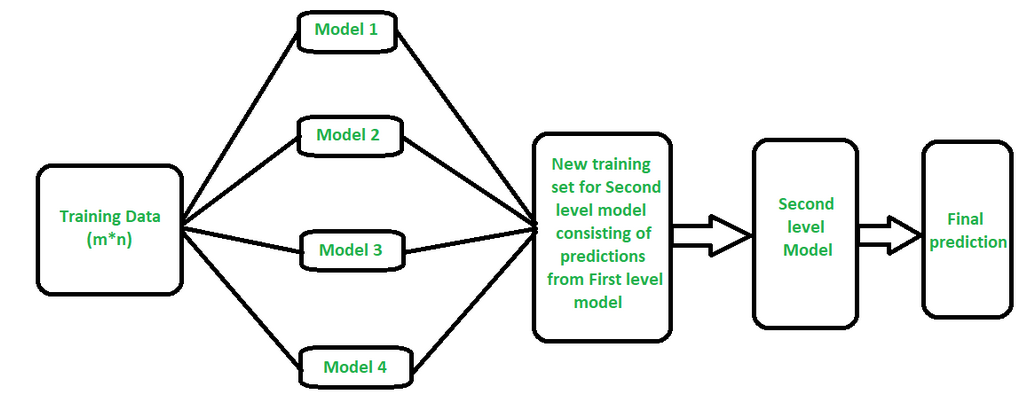 Model 1
Model 2
Training Data
(m*n)
Model 3
Model 4
New training
set for Second
level model
consisting of
predictions
from First level
model
Second
level
Model
Final
prediction